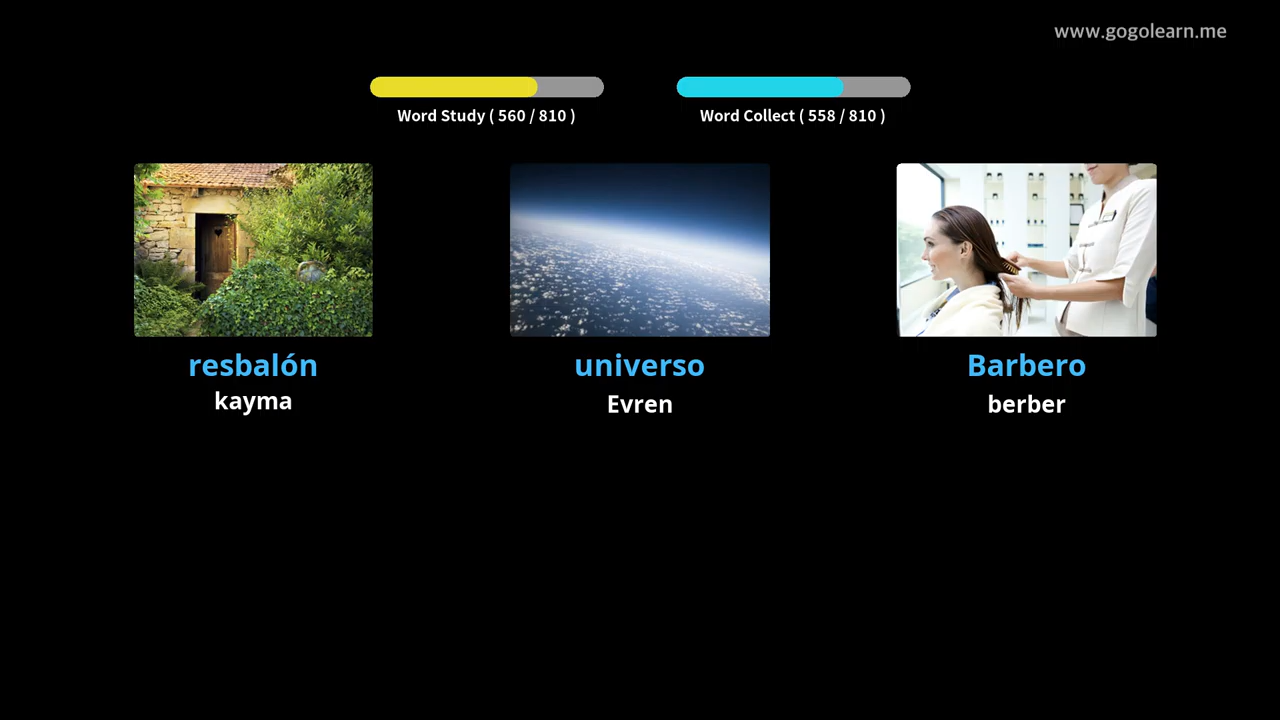 www.gogolearn.me
Word Study ( 560 / 810 )
Word Collect ( 558 / 810 )
resbalón
kayma
universo
Evren
Barbero
berber